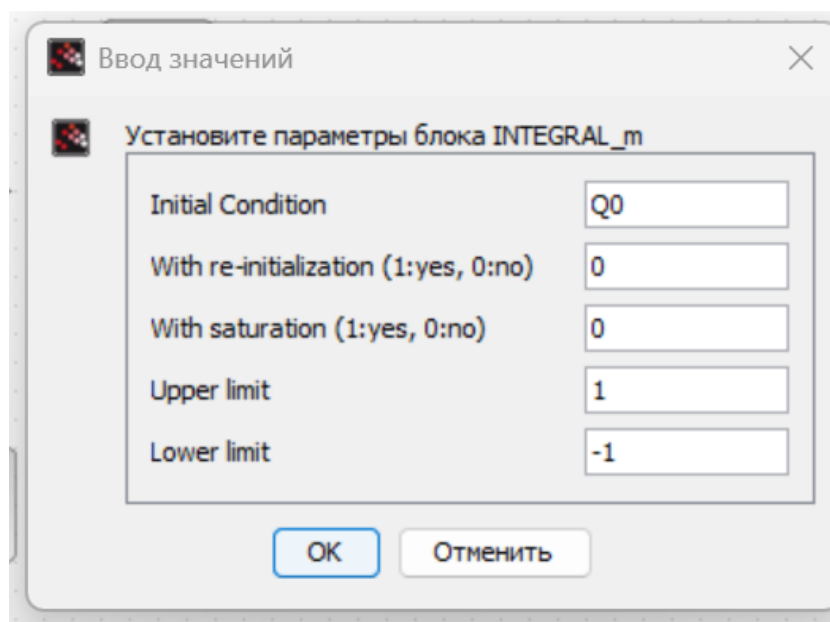 Ввод значений
Установите параметры блока INTEGRAL_m
Initial Condition Q0
With re-initialization (1:yes, 0:no) 0
With saturation (1:yes, 0:no) 0
Upper limit 1
Lower limit -1
OK Отменить